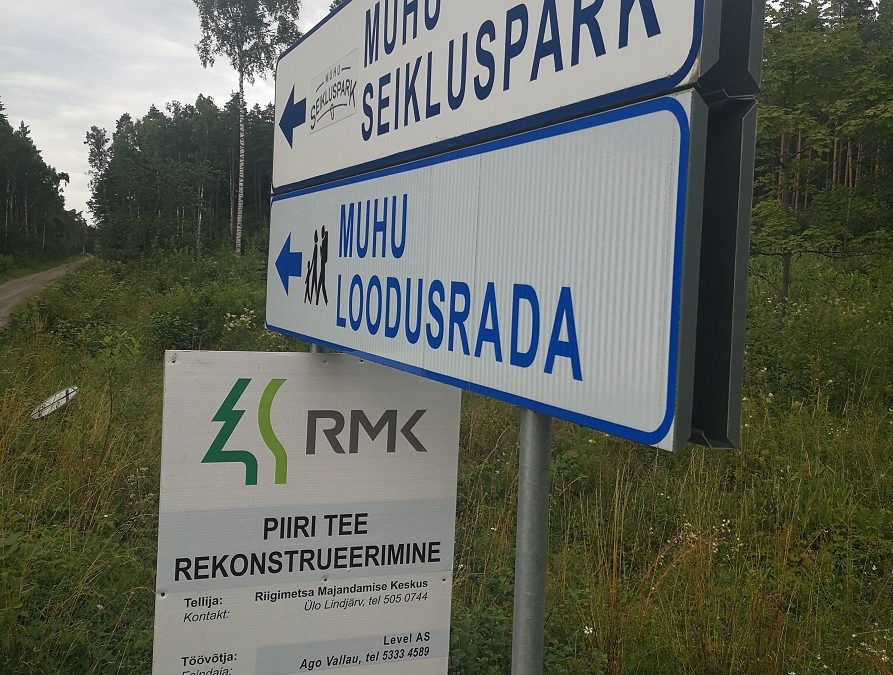 MUHU
SEIKLUSPARK
MUHU
SEIKLUSPARK
MUHU
LOODUSRADA
RMK
PIIRI TEE
REKONSTRUEERIMINE
Tellija: Riigimetsa Majandamise Keskus
Kontakt: Ülo Lindjärv, tel 505 0744
Level AS
Töövõtja: Ago Vallau, tel 5333 4589